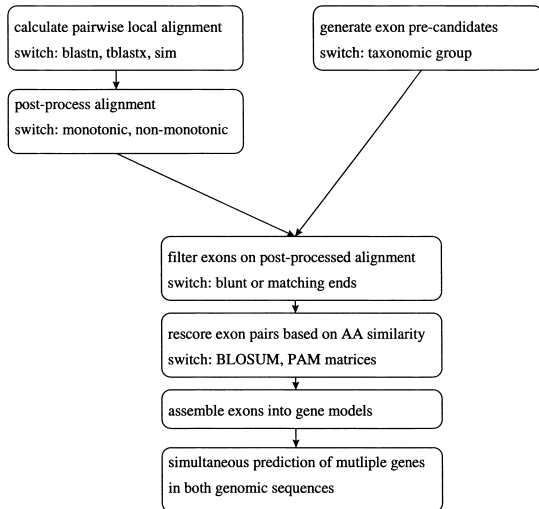 calculate pairwise local alignment
switch: blastn, tblastx, sim
generate exon pre-candidates
switch: taxonomic group
post-process alignment
switch: monotonic, non-monotonic
filter exons on post-processed alignment
switch: blunt or matching ends
rescore exon pairs based on AA similarity
switch: BLOSUM, PAM matrices
assemble exons into gene models
simultaneous prediction of mutliple genes
in both genomic sequences